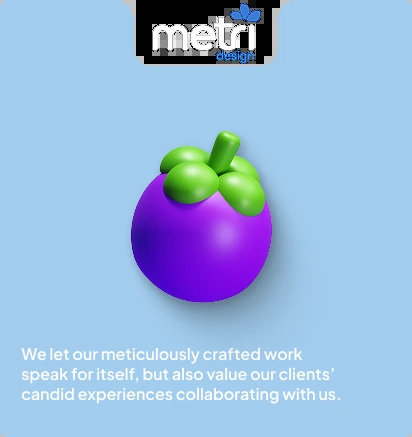 metri
design
We let our meticulously crafted work
speak for itself, but also value our clients’
candid experiences collaborating with us.